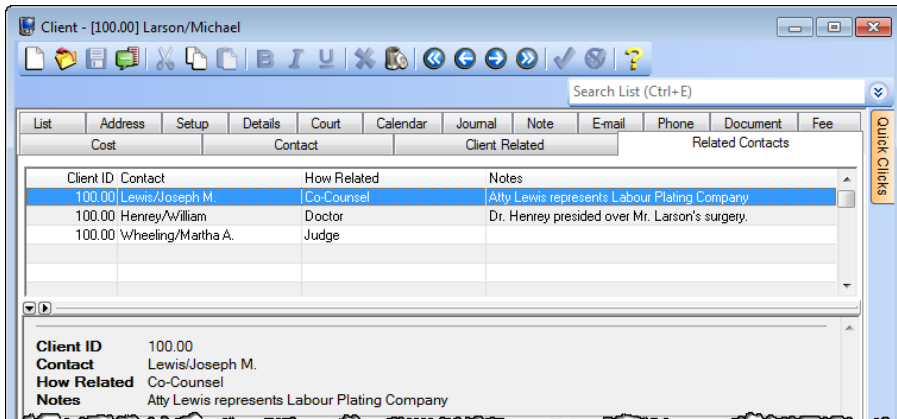 Client - [100.00] Larson/Michael
B I U ?
Search List (Ctrl+E)
List Address Setup Details Court Calendar Journal Note E-mail Phone Document Fee
Cost Contact Client Related Related Contacts
Quick Clicks
Client ID Contact How Related Notes
100.00 Lewis/Joseph M. Co-Counsel Atty Lewis represents Labour Plating Company
100.00 Henrey/William Doctor Dr. Henrey presided over Mr. Larson's surgery.
100.00 Wheeling/Martha A. Judge
Client ID 100.00
Contact Lewis/Joseph M.
How Related Co-Counsel
Notes Atty Lewis represents Labour Plating Company